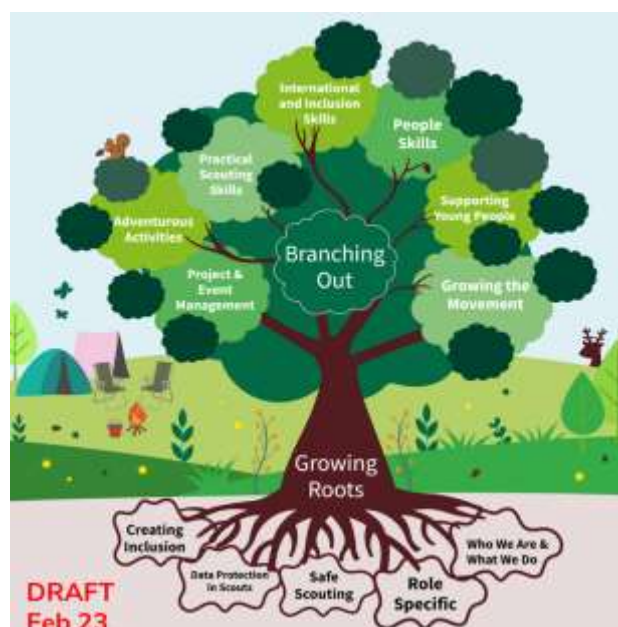 International
and Inclusion
Skills
People
Skills
Practical
Scouting
Skills
Supporting
Young People
Adventurous
Activities
Branching
Out
Project &
Event
Management
Growing the
Movement
Growing
Roots
Creating
Inclusion
Data Protection
in Scouts
Safe
Scouting
Role
Specific
Who We Are &
What We Do
DRAFT
Feb 23